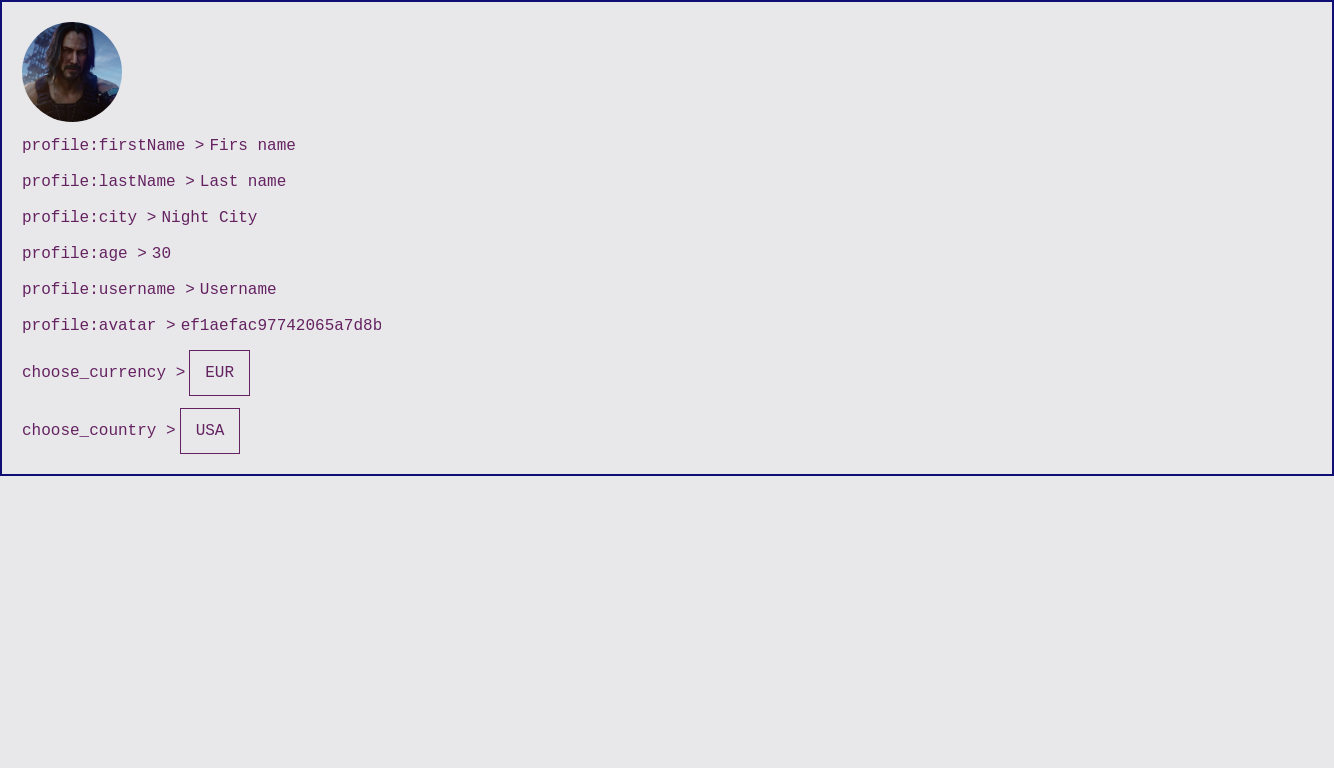 profile:firstName > Firs name
profile:lastName > Last name
profile:city > Night City
profile:age > 30
profile:username > Username
profile:avatar > ef1aefac97742065a7d8b
choose_currency > EUR
choose_country > USA